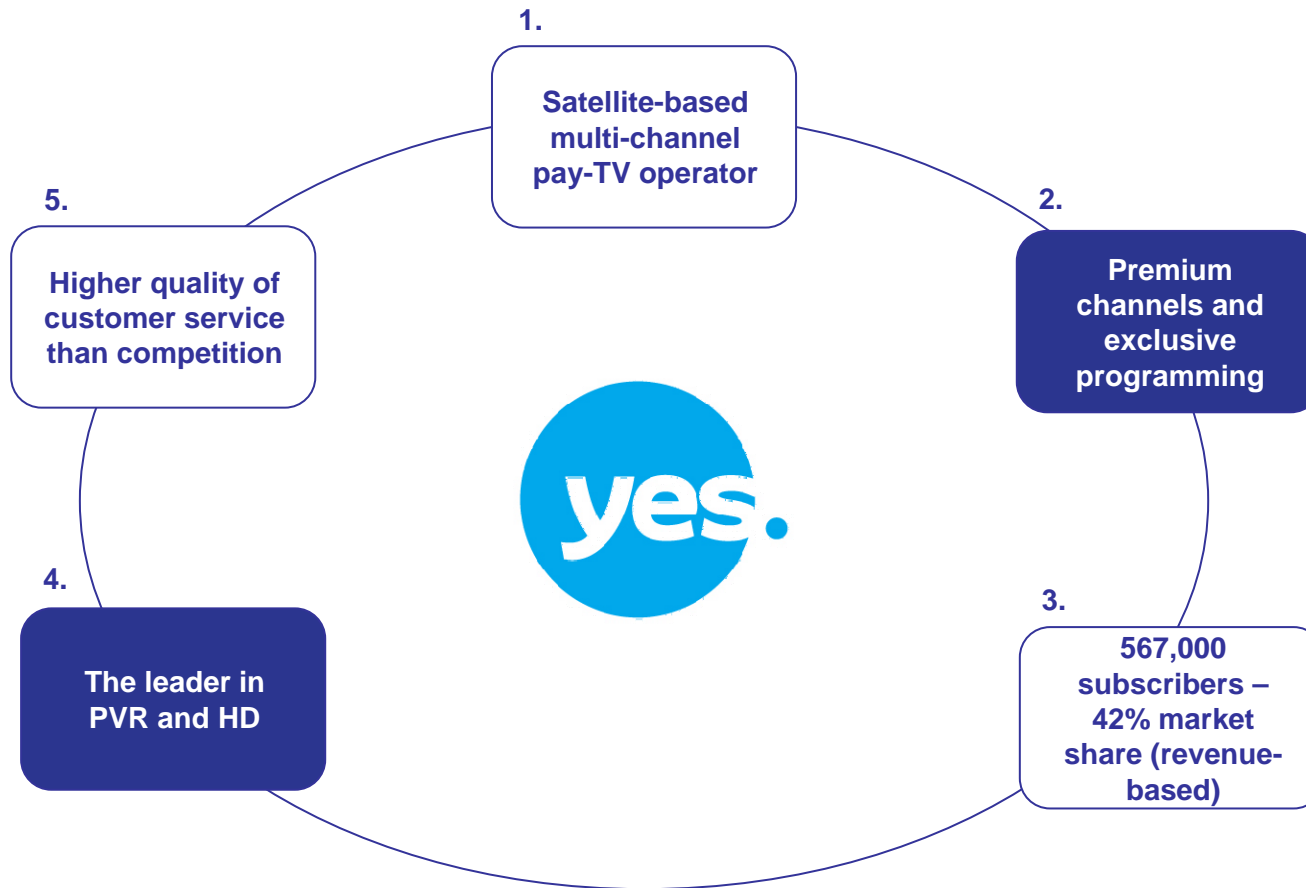 1.
Satellite-based
multi-channel
pay-TV operator
2.
Premium
channels and
exclusive
programming
3.
567,000
subscribers –
42% market
share (revenue-
based)
4.
The leader in
PVR and HD
5.
Higher quality of
customer service
than competition
yes.